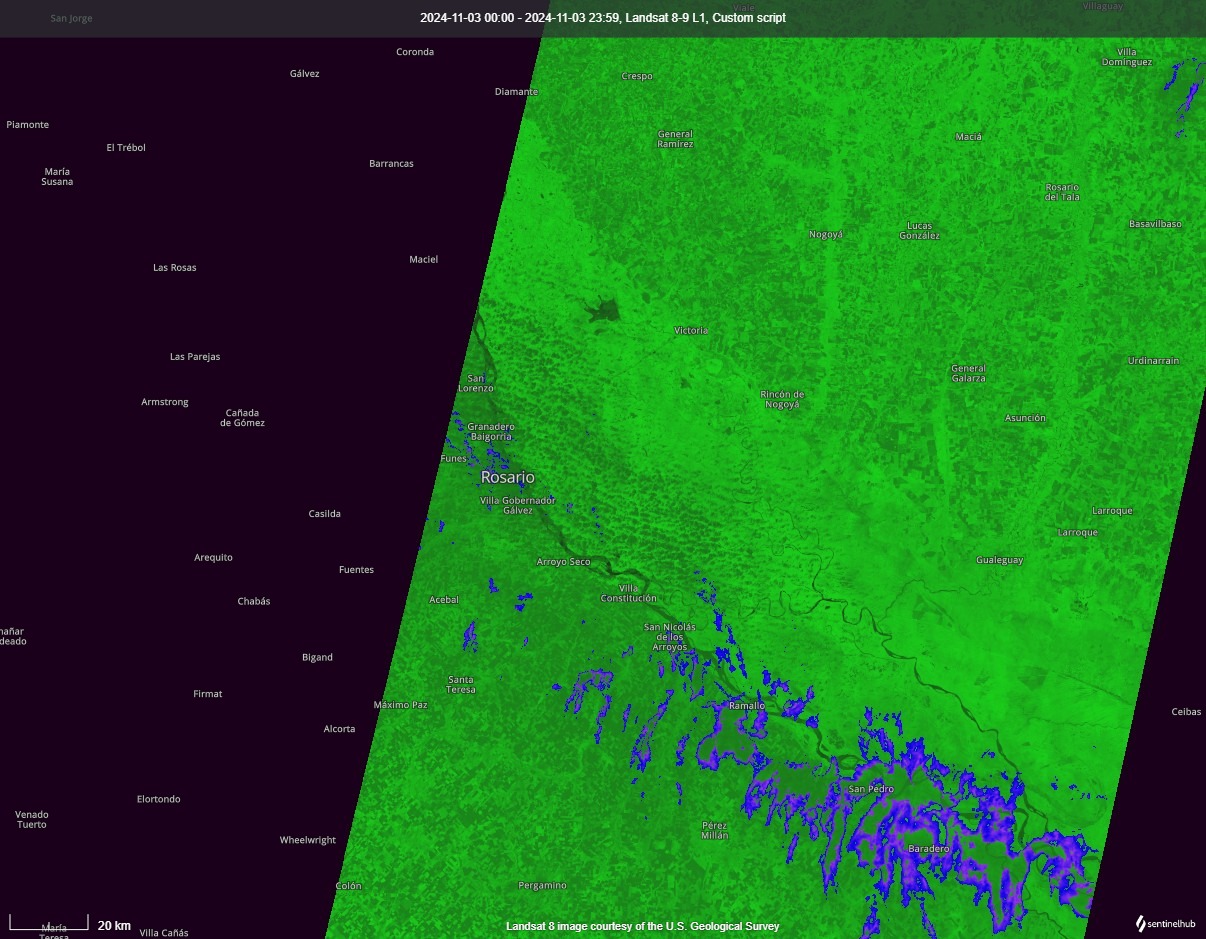 San Jorge
2024-11-03 00:00 - 2024-11-03 23:59, Landsat 8-9 L1, Custom script
Viale
Villaguay
Coronda
Gálvez
Crespo
Villa
Domínguez
Diamante
Piamonte
El Trébol
General
Ramírez
Maciá
Barrancas
María
Susana
Rosario
del Tala
Nogoyá
Lucas
González
Basavilbaso
Maciel
Las Rosas
Victoria
Las Parejas
Urdinarrain
General
Galarza
San
Lorenzo
Rincón de
Nogoyá
Armstrong
Cañada
de Gómez
Asunción
Granadero
Baigorria
Funes
Rosario
Villa Gobernador
Gálvez
Casilda
Larroque
Larroque
Arequito
Arroyo Seco
Gualeguay
Fuentes
Villa
Constitución
Chabás
Acebal
San Nicolás
de los
Arroyos
ñar
deado
Bigand
Santa
Teresa
Firmat
Máximo Paz
Ramallo
Ceibas
Alcorta
San Pedro
Elortondo
Venado
Tuerto
Pérez
Millán
Wheelwright
Baradero
Colón
Pergamino
20 km
María
Teresa
Villa Cañás
Landsat 8 image courtesy of the U.S. Geological Survey
sentinelhub